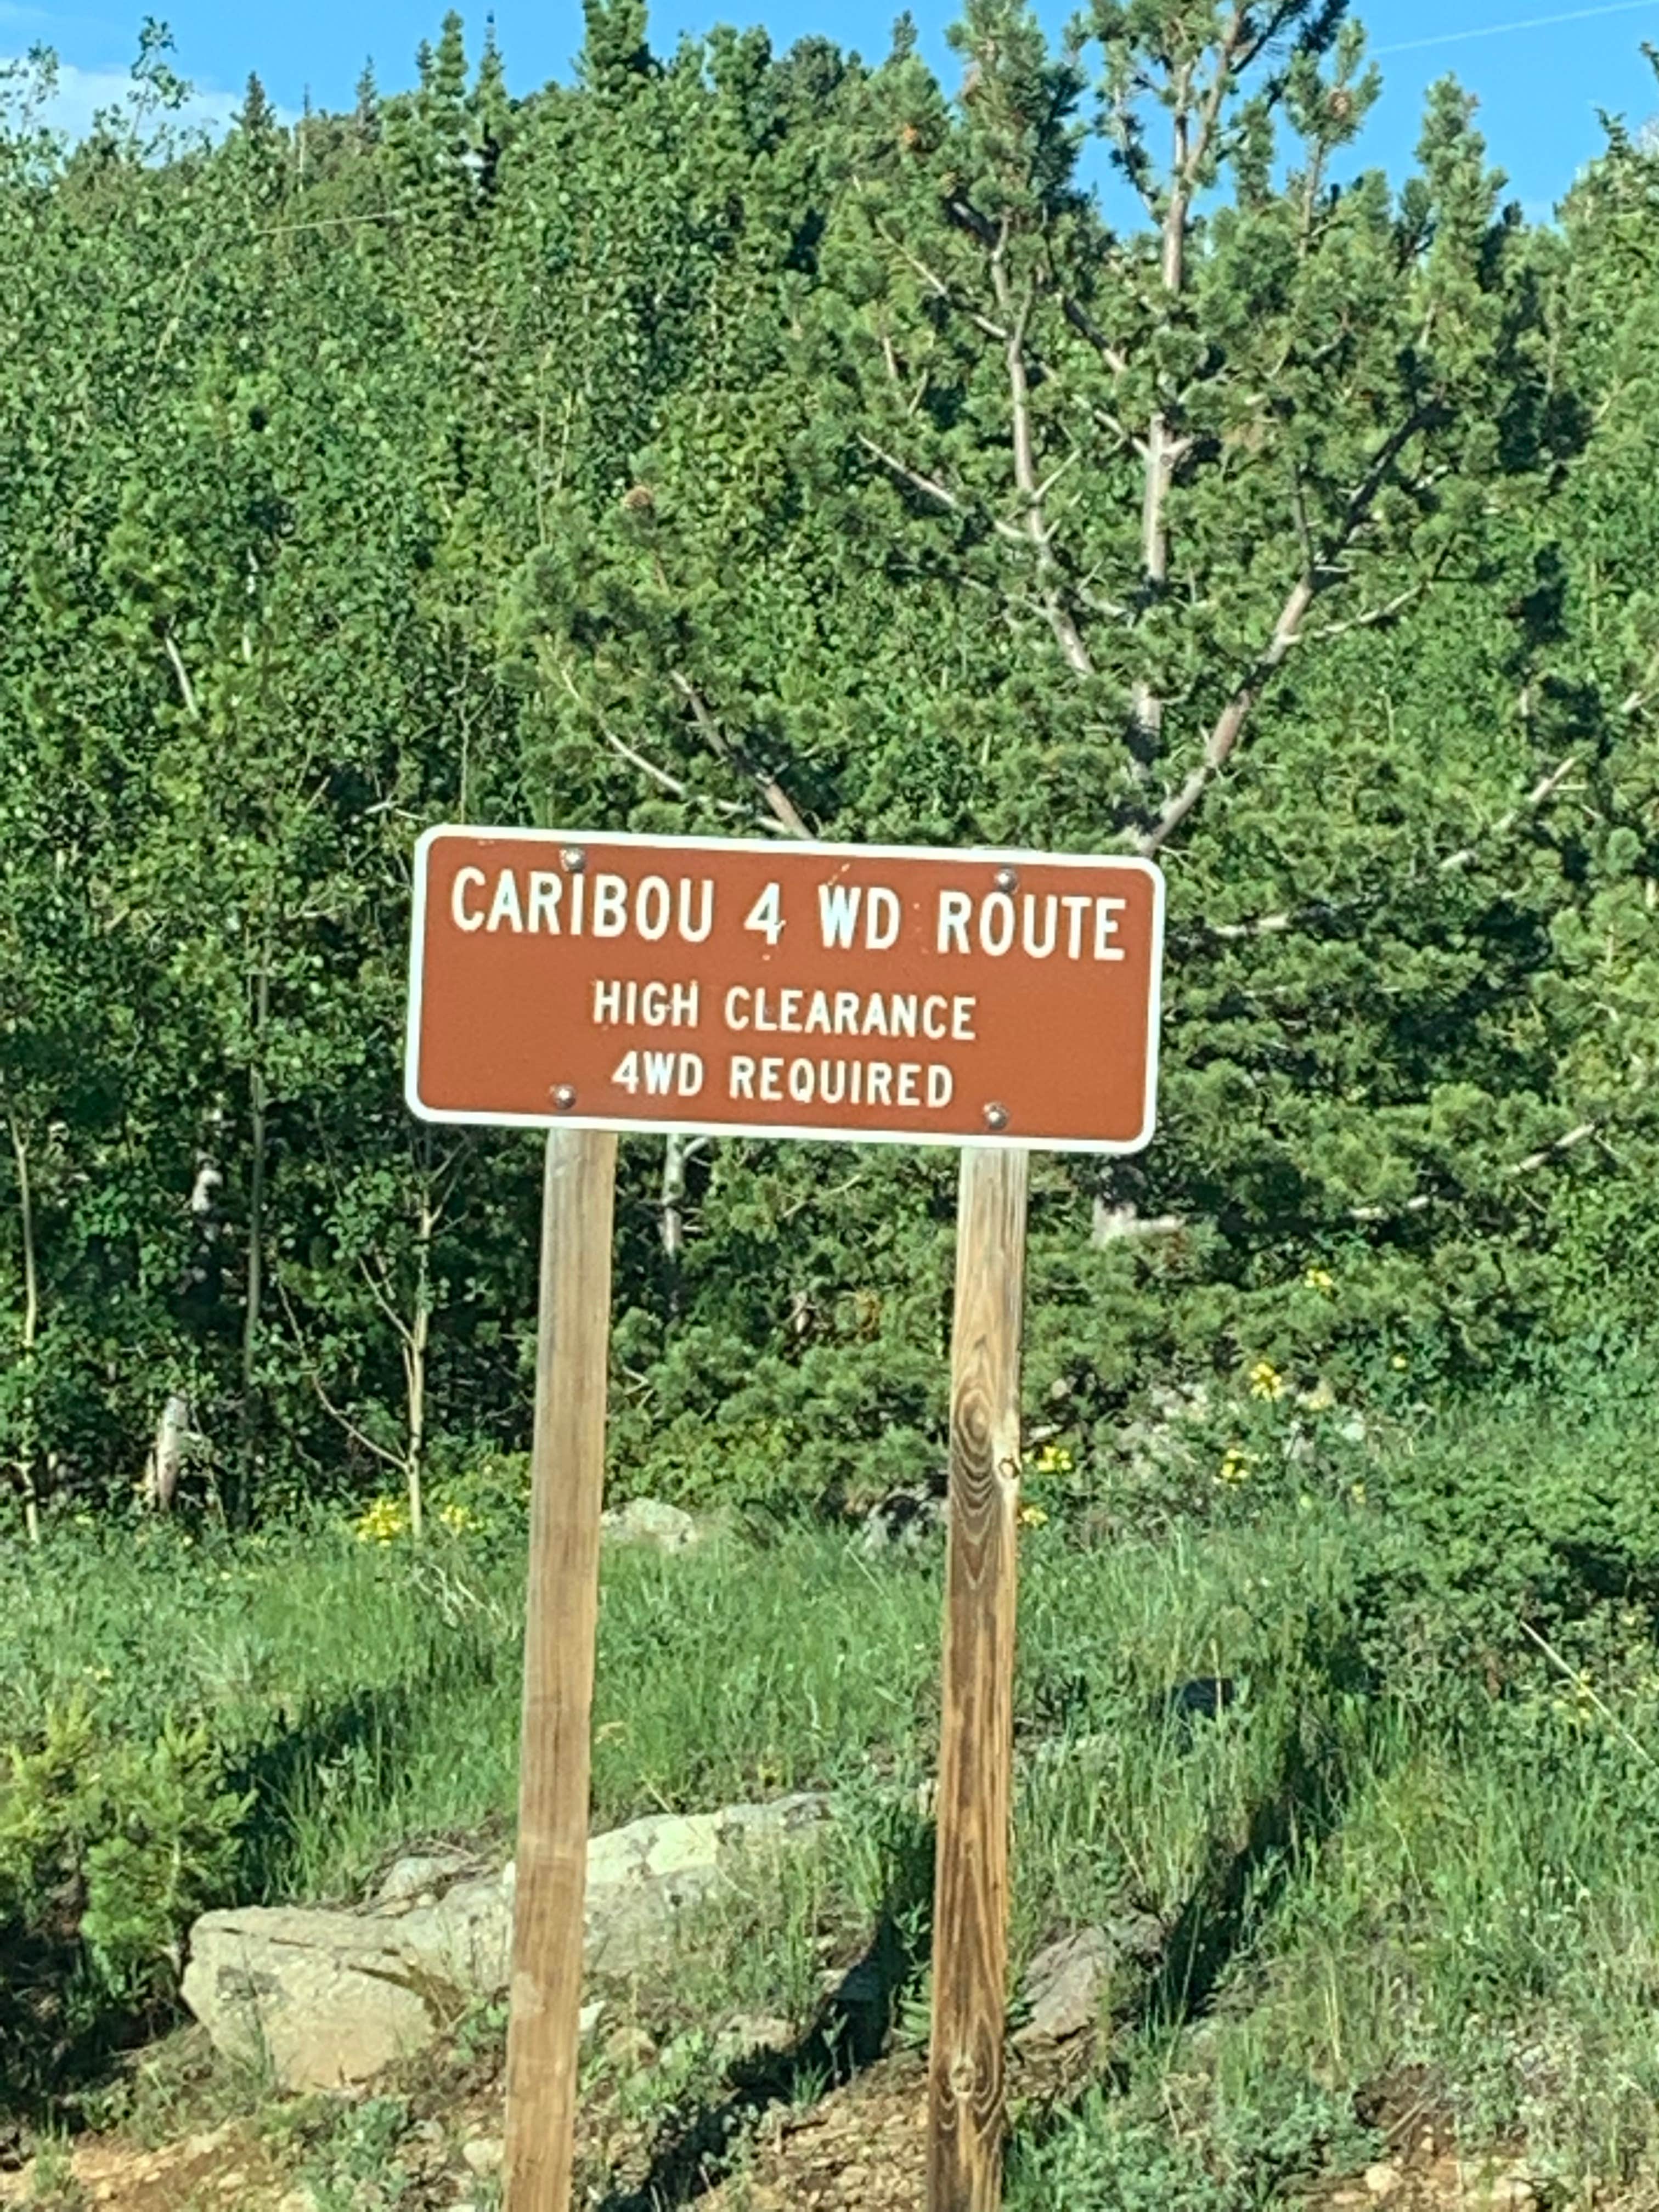 CARIBOU 4 WD ROUTE
HIGH CLEARANCE
4WD REQUIRED